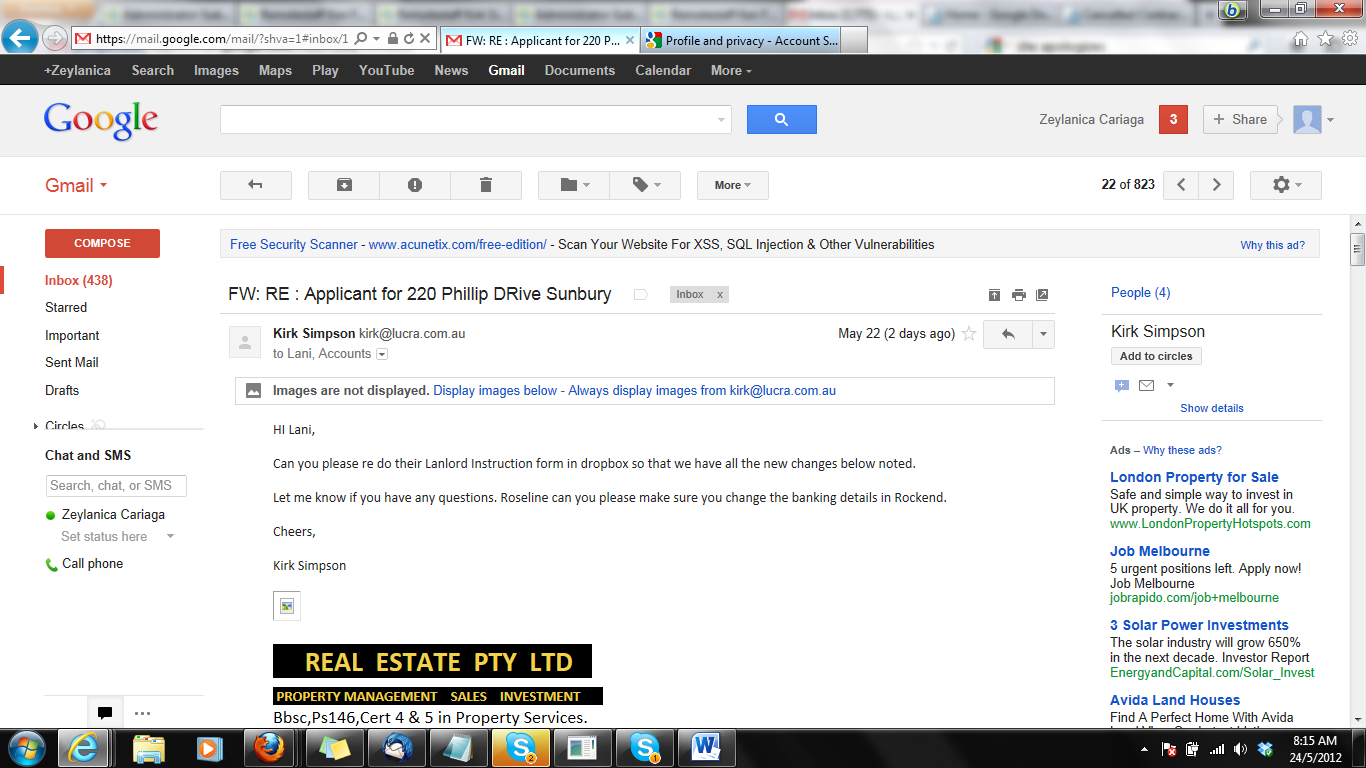 https://mail.google.com/mail/?shva=1#inbox/1
FW: RE : Applicant for 220 P...
Profile and privacy - Account S...
+Zeylanica Search Images Maps Play YouTube News Gmail Documents Calendar More
Google
Zeylanica Cariaga 3 + Share
Gmail
More
22 of 823
COMPOSE
Inbox (438)
Starred
Important
Sent Mail
Drafts
Circles
Chat and SMS
Search, chat, or SMS
Zeylanica Cariaga
Set status here
Call phone
Free Security Scanner - www.acunetix.com/free-edition/ - Scan Your Website For XSS, SQL Injection & Other Vulnerabilities
Why this ad?
FW: RE : Applicant for 220 Phillip DRive Sunbury
Inbox x
Kirk Simpson kirk@lucra.com.au
May 22 (2 days ago)
to Lani, Accounts
Images are not displayed. Display images below - Always display images from kirk@lucra.com.au
HI Lani,
Can you please re do their Lanlord Instruction form in dropbox so that we have all the new changes below noted.
Let me know if you have any questions. Roseline can you please make sure you change the banking details in Rockend.
Cheers,
Kirk Simpson
REAL ESTATE PTY LTD
PROPERTY MANAGEMENT SALES INVESTMENT
Bbsc,Ps146,Cert 4 & 5 in Property Services.
People (4)
Kirk Simpson
Add to circles
Show details
Ads – Why these ads?
London Property for Sale
Safe and simple way to invest in
UK property. We do it all for you.
www.LondonPropertyHotspots.com
Job Melbourne
5 urgent positions left. Apply now!
Job Melbourne
jobrapido.com/job+melbourne
3 Solar Power Investments
The solar industry will grow 650%
in the next decade. Investor Report
EnergyandCapital.com/Solar_Invest
Avida Land Houses
Find A Perfect Home With Avida
2
1
8:15 AM
24/5/2012